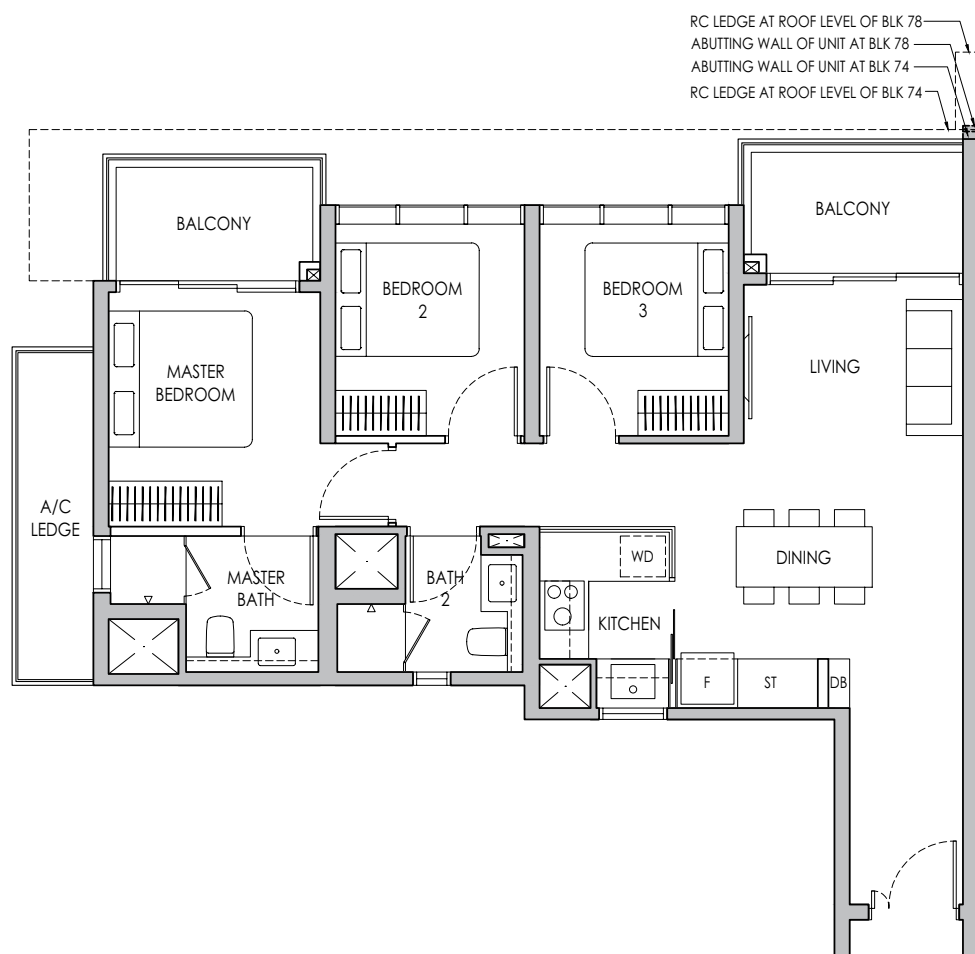 RC LEDGE AT ROOF LEVEL OF BLK 78
ABUTTING WALL OF UNIT AT BLK 78
ABUTTING WALL OF UNIT AT BLK 74
RC LEDGE AT ROOF LEVEL OF BLK 74
BALCONY
BALCONY
BEDROOM
2
BEDROOM
3
MASTER
BEDROOM
LIVING
A/C
LEDGE
WD
DINING
MASTER
BATH
BATH
2
KITCHEN
F
ST
DB